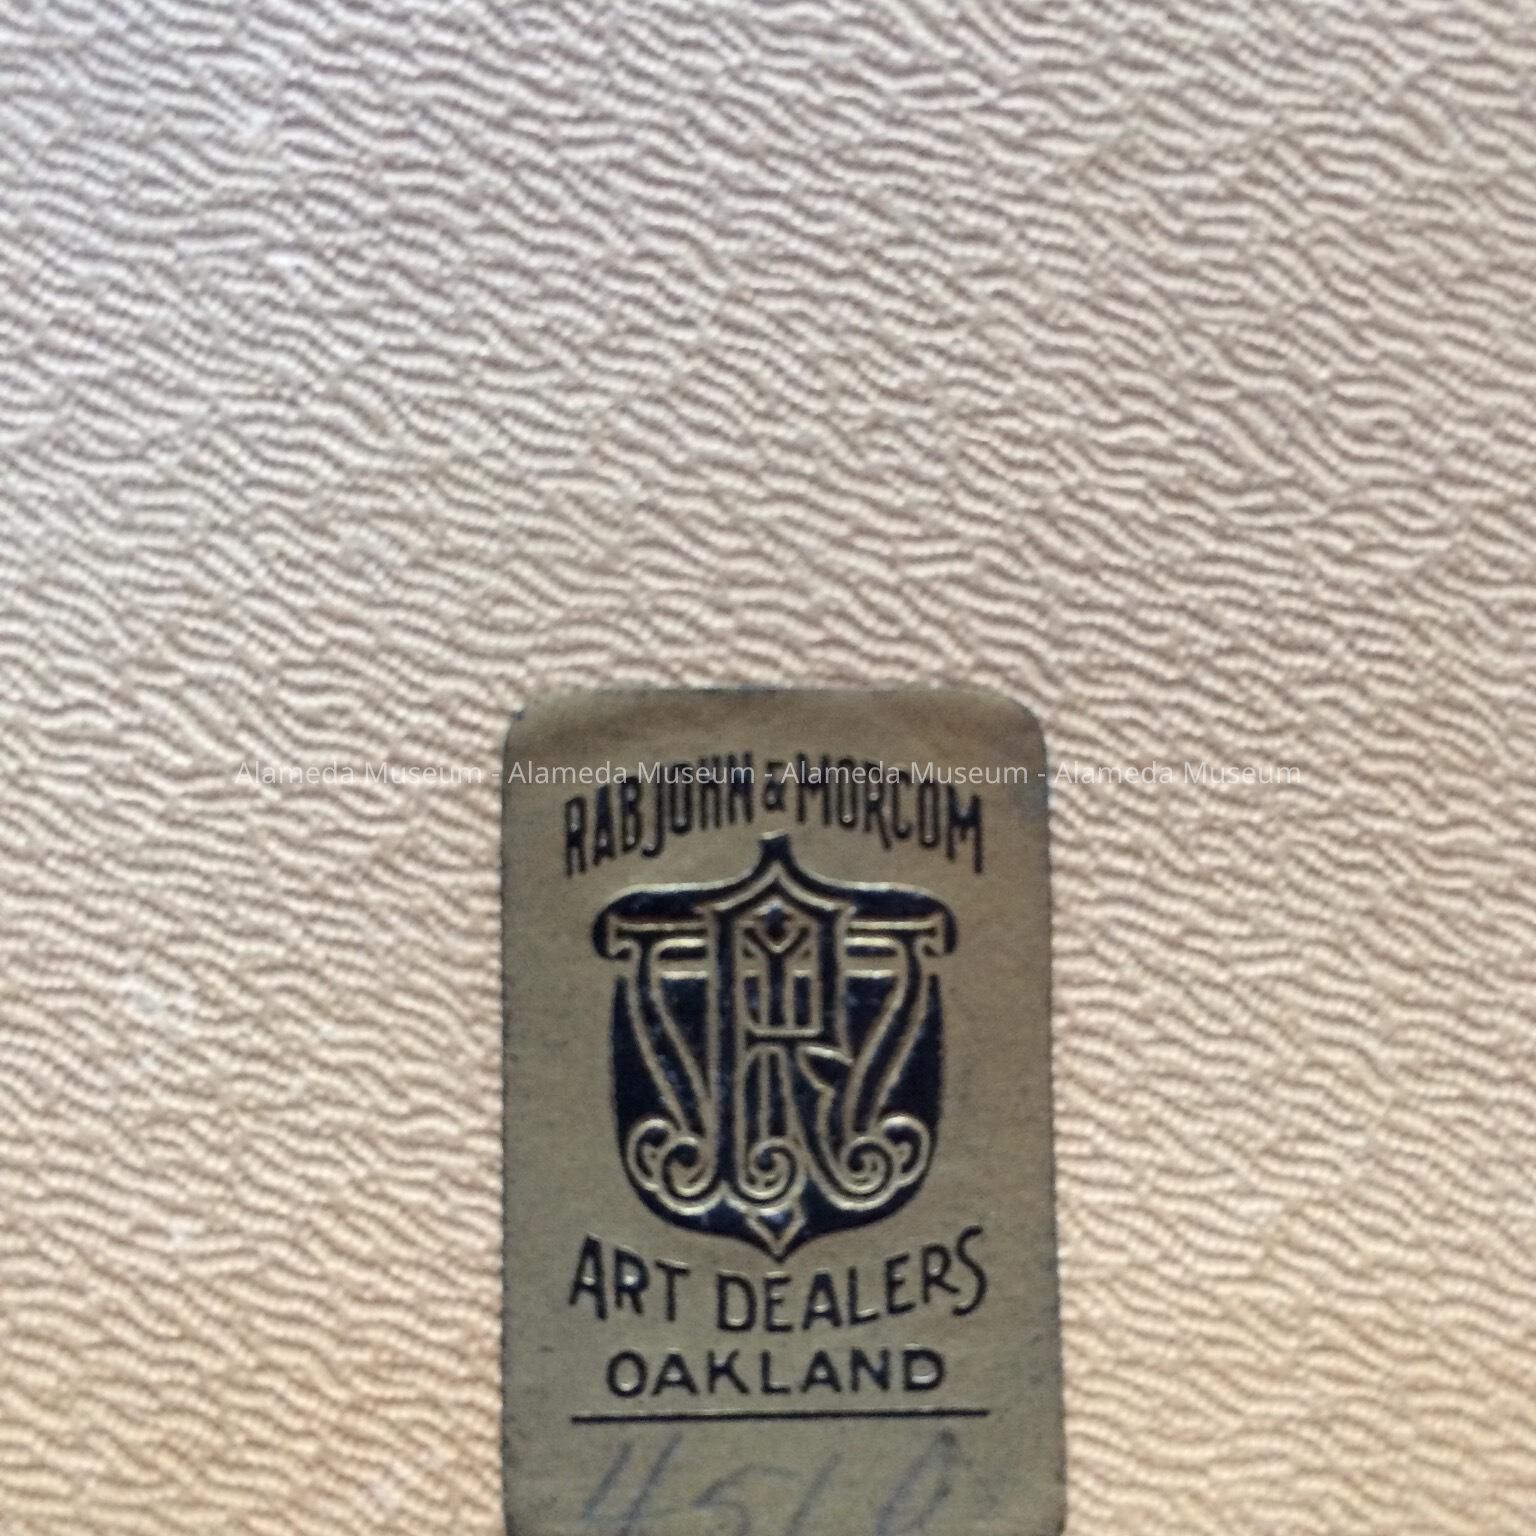 Alameda Museum - Alameda Museum - Alameda Museum - Alameda Museum
RABJOHN & MORCOM
ART DEALERS
OAKLAND